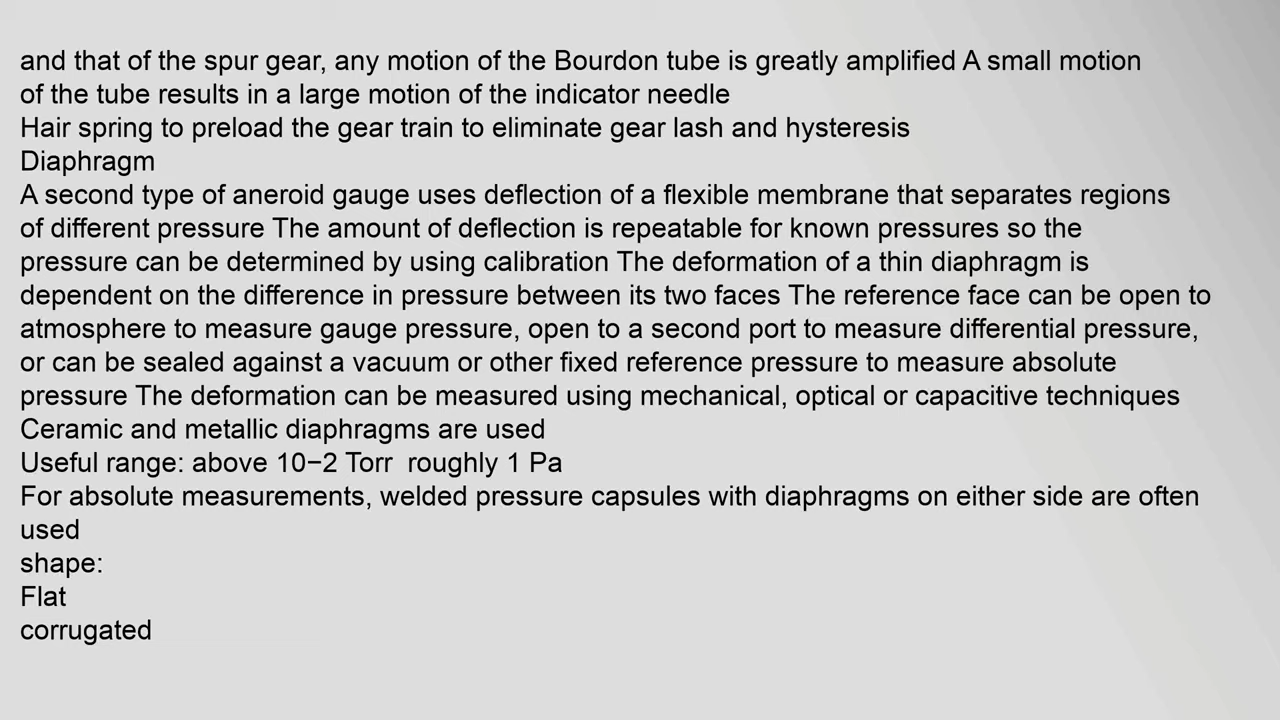 and that of the spur gear, any motion of the Bourdon tube is greatly amplified A small motion
of the tube results in a large motion of the indicator needle
Hair spring to preload the gear train to eliminate gear lash and hysteresis
Diaphragm
A second type of aneroid gauge uses deflection of a flexible membrane that separates regions
of different pressure The amount of deflection is repeatable for known pressures so the
pressure can be determined by using calibration The deformation of a thin diaphragm is
dependent on the difference in pressure between its two faces The reference face can be open to
atmosphere to measure gauge pressure, open to a second port to measure differential pressure,
or can be sealed against a vacuum or other fixed reference pressure to measure absolute
pressure The deformation can be measured using mechanical, optical or capacitive techniques
Ceramic and metallic diaphragms are used
Useful range: above 10−2 Torr  roughly 1 Pa
For absolute measurements, welded pressure capsules with diaphragms on either side are often
used
shape:
Flat
corrugated